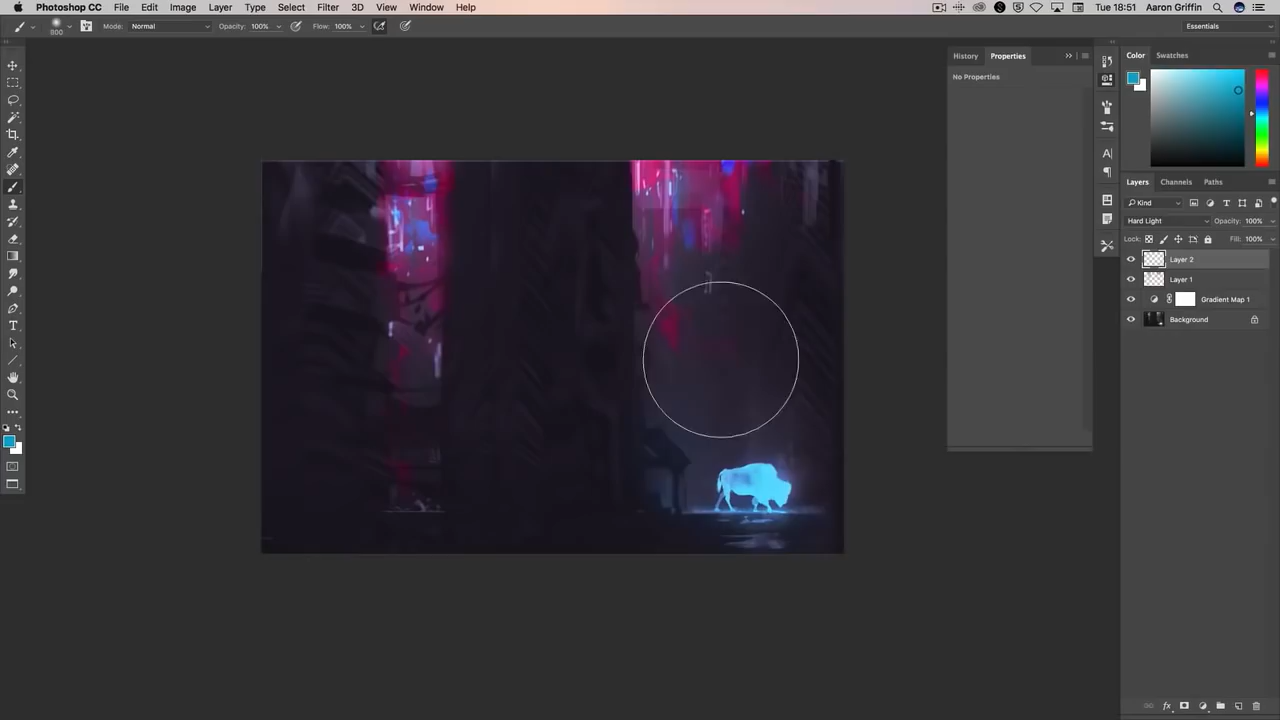 Photoshop CC File Edit Image Layer Type Select Filter 3D View Window Help Tue 18:51 Aaron Griffin
800 Mode: Normal Opacity: 100% Flow: 100% Essentials
History Properties
No Properties
Color Swatches
Layers Channels Paths
Kind
Hard Light Opacity: 100%
Lock: Fill: 100%
Layer 2
Layer 1
Gradient Map 1
Background